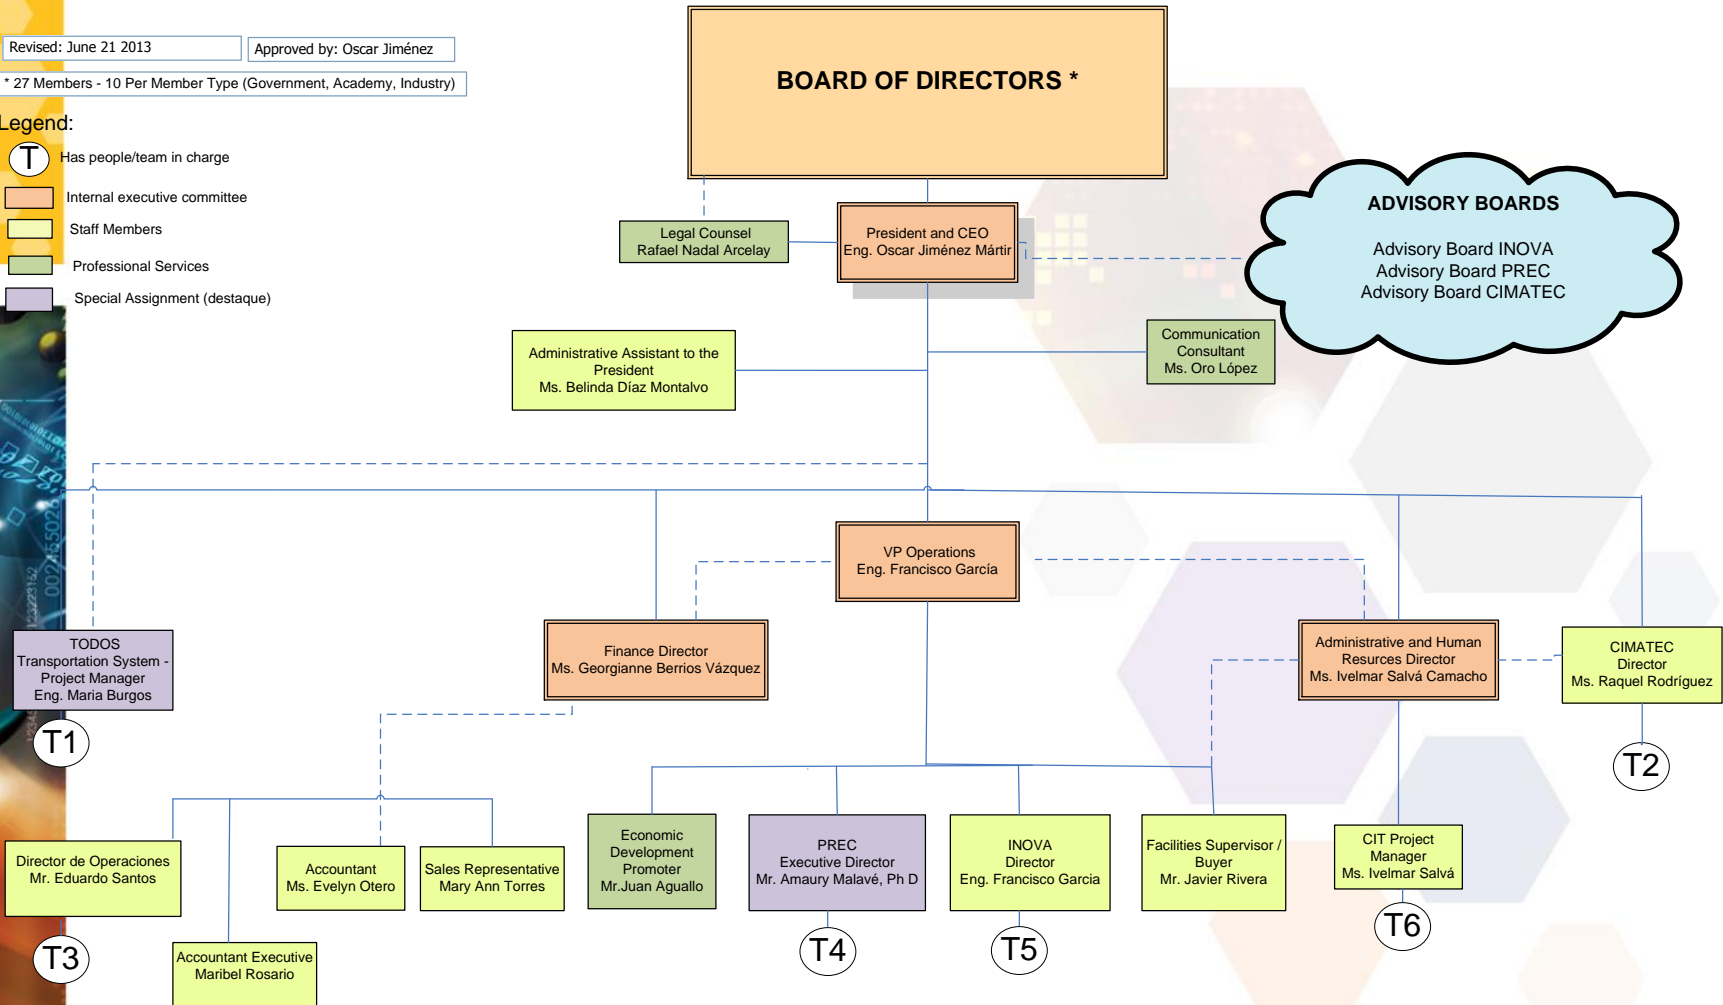 Revised: June 21 2013
Approved by: Oscar Jiménez
* 27 Members - 10 Per Member Type (Government, Academy, Industry)
Legend:
T
Has people/team in charge
Internal executive committee
Staff Members
Professional Services
Special Assignment (destaque)
BOARD OF DIRECTORS *
Legal Counsel
Rafael Nadal Arcelay
President and CEO
Eng. Oscar Jiménez Mártir
ADVISORY BOARDS
Advisory Board INOVA
Advisory Board PREC
Advisory Board CIMATEC
Administrative Assistant to the
President
Ms. Belinda Díaz Montalvo
Communication
Consultant
Ms. Oro López
VP Operations
Eng. Francisco García
TODOS
Transportation System -
Project Manager
Eng. Maria Burgos
T1
Finance Director
Ms. Georgianne Berrios Vázquez
Administrative and Human
Resurces Director
Ms. Ivelmar Salvá Camacho
CIMATEC
Director
Ms. Raquel Rodríguez
T2
Director de Operaciones
Mr. Eduardo Santos
T3
Accountant Executive
Maribel Rosario
Accountant
Ms. Evelyn Otero
Sales Representative
Mary Ann Torres
Economic
Development
Promoter
Mr.Juan Aguallo
PREC
Executive Director
Mr. Amaury Malavé, Ph D
T4
INOVA
Director
Eng. Francisco Garcia
T5
Facilities Supervisor /
Buyer
Mr. Javier Rivera
CIT Project
Manager
Ms. Ivelmar Salvá
T6